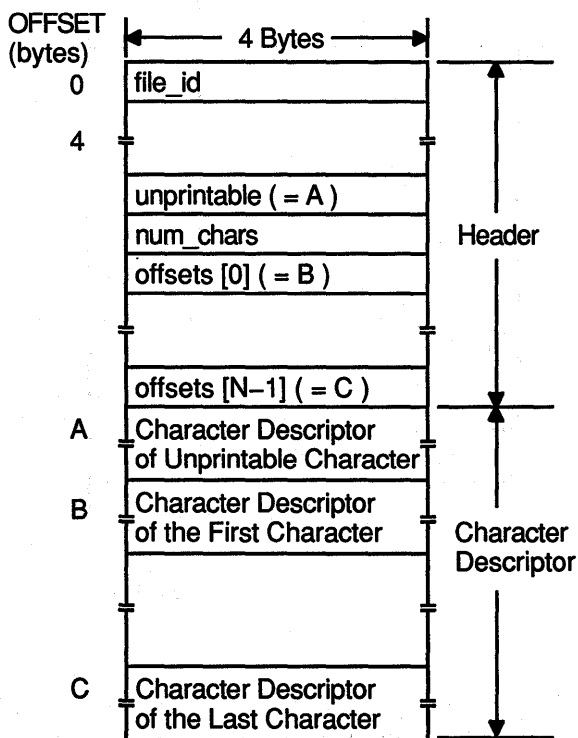 OFFSET
(bytes)
4 Bytes
0
file_id
4
unprintable ( = A )
num_chars
Header
offsets [0] ( = B )
offsets [N–1] ( = C )
A
Character Descriptor
of Unprintable Character
B
Character Descriptor
of the First Character
Character
Descriptor
C
Character Descriptor
of the Last Character